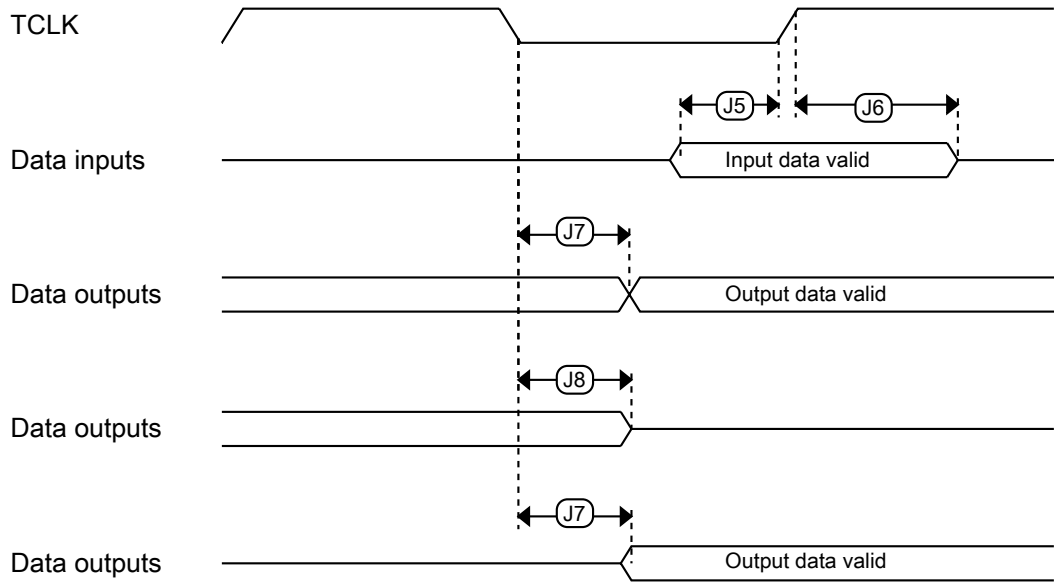 TCLK
J5
J6
Data inputs
Input data valid
J7
Data outputs
Output data valid
J8
Data outputs
J7
Data outputs
Output data valid